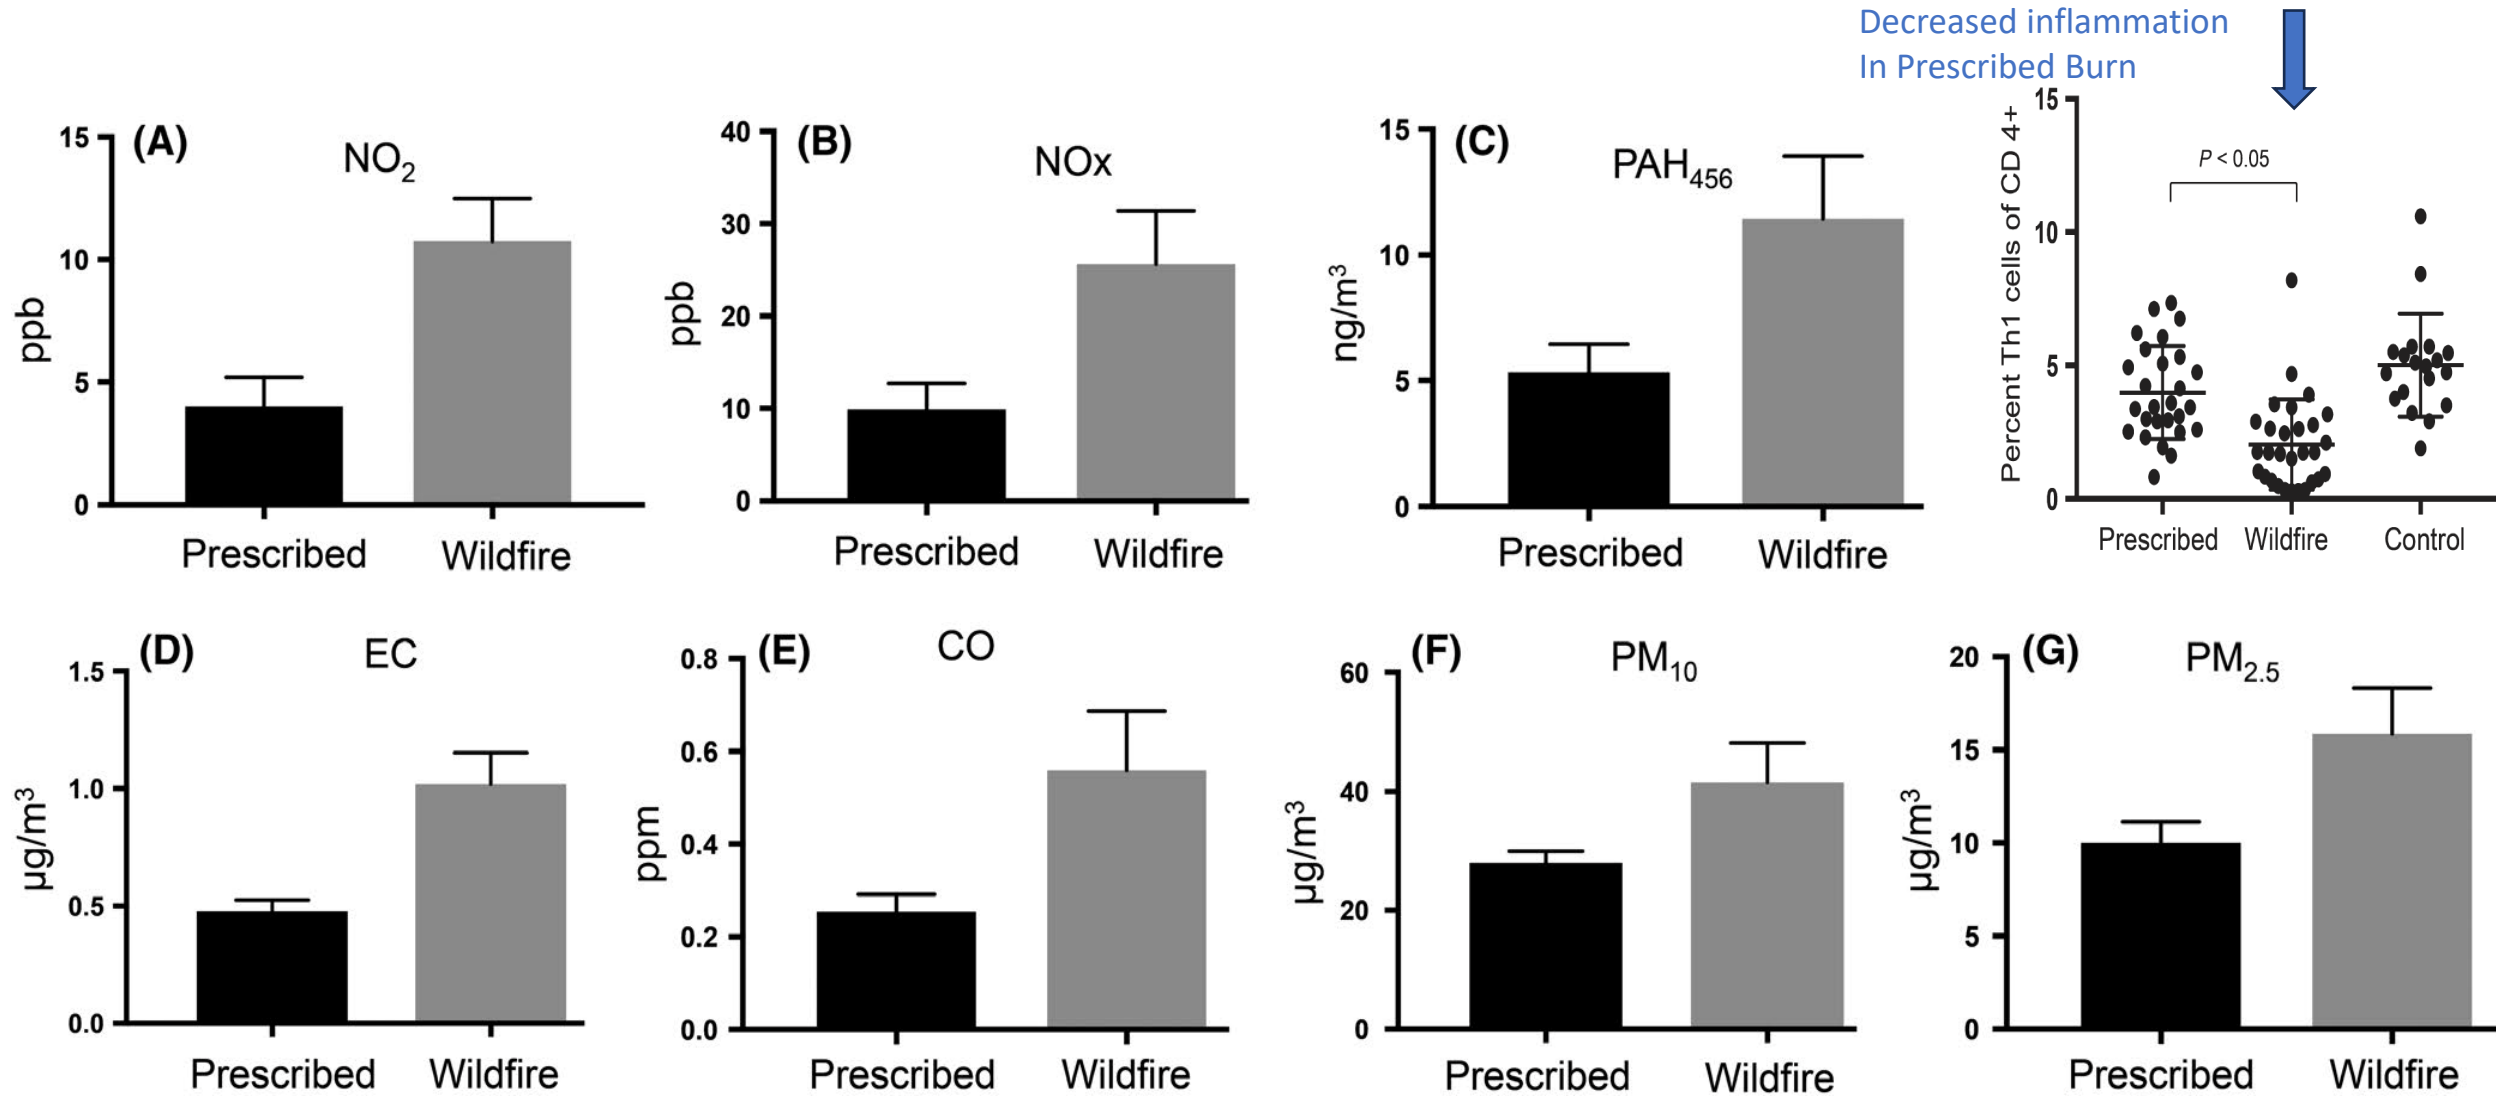 Decreased inflammation
In Prescribed Burn
(A)
NO2
ppb
15
10
5
0
Prescribed Wildfire
(B)
NOx
ppb
40
30
20
10
0
Prescribed Wildfire
(C)
PAH456
ng/m3
15
10
5
0
Prescribed Wildfire
Percent Th1 cells of CD 4+
15
10
5
0
P < 0.05
Prescribed Wildfire Control
(D)
EC
µg/m3
1.5
1.0
0.5
0.0
Prescribed Wildfire
(E)
CO
ppm
0.8
0.6
0.4
0.2
0.0
Prescribed Wildfire
(F)
PM10
µg/m3
60
40
20
0
Prescribed Wildfire
(G)
PM2.5
µg/m3
20
15
10
5
0
Prescribed Wildfire